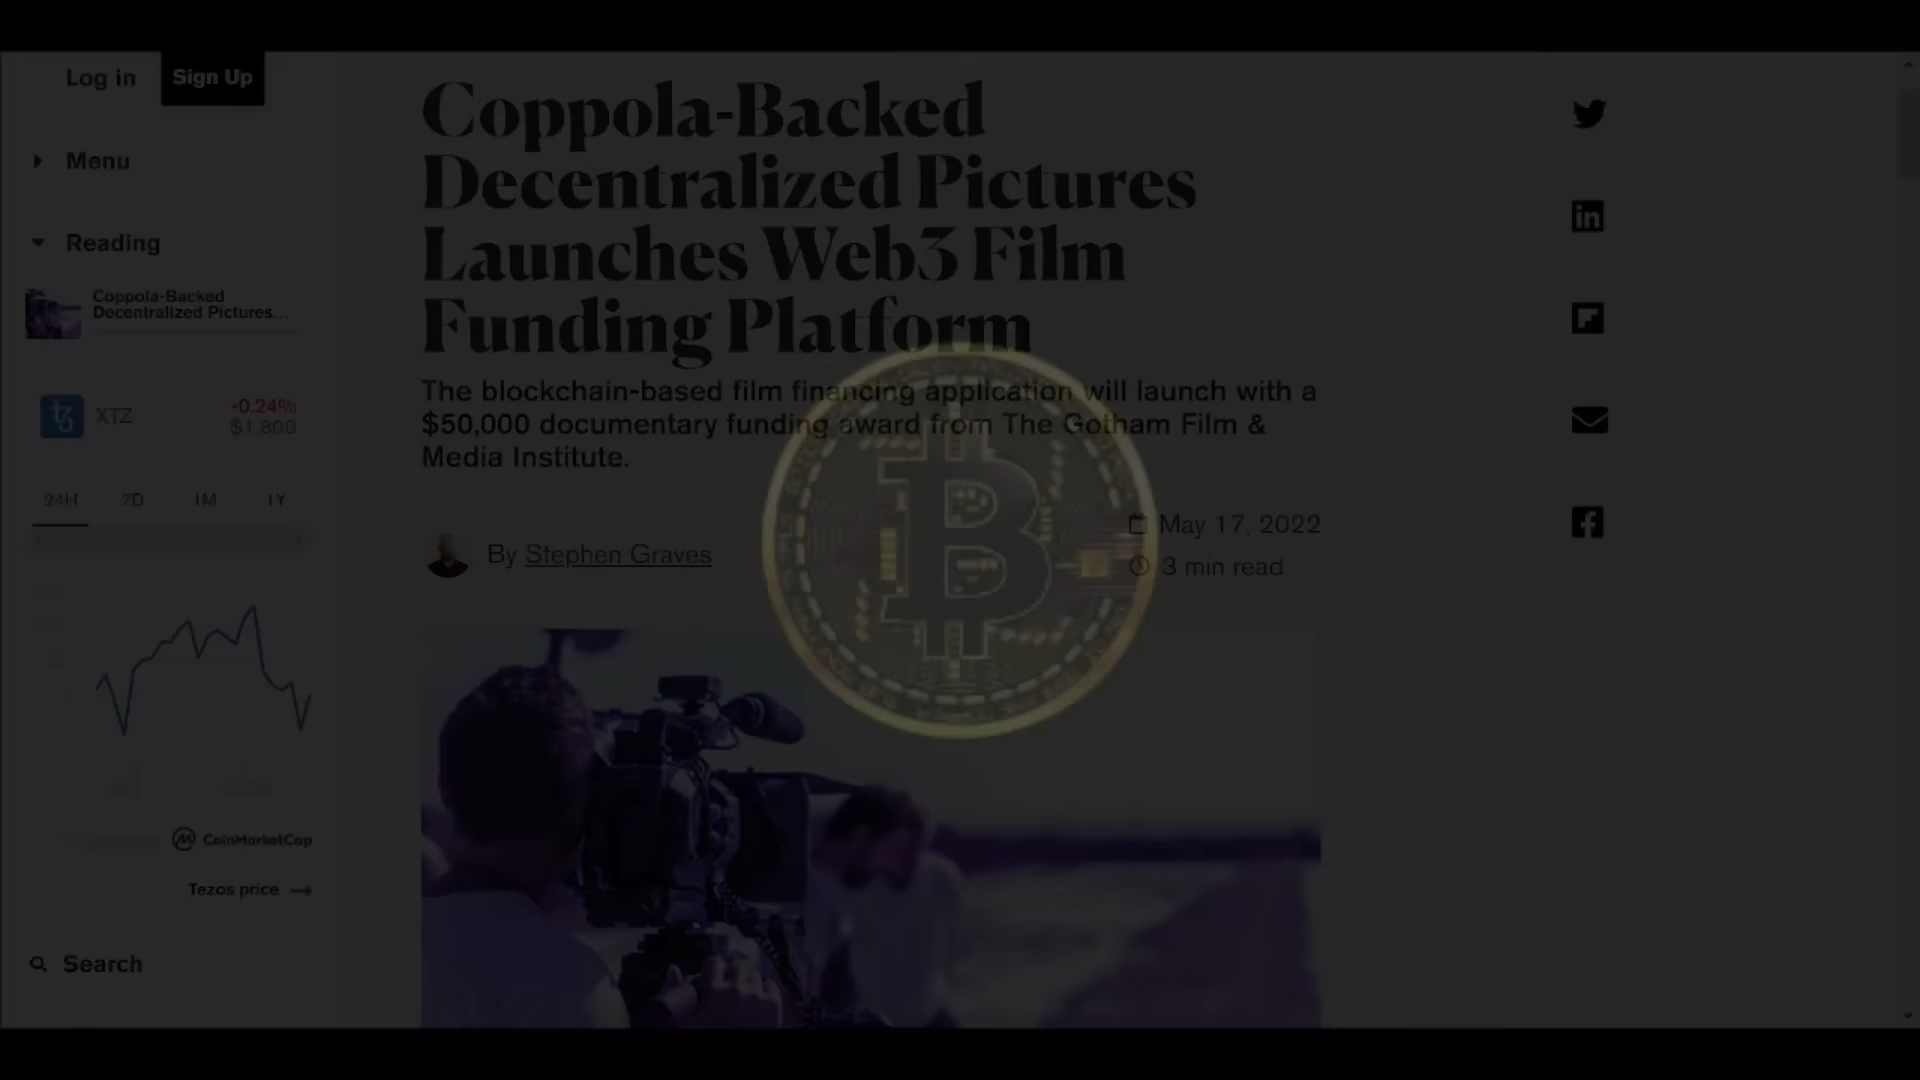 Log in
Sign Up
Menu
Reading
Coppola-Backed
Decentralized Pictures...
XTZ
-0.24%
$1.800
24H
7D
1M
1Y
CoinMarketCap
Tezos price
Search
Coppola-Backed
Decentralized Pictures
Launches Web3 Film
Funding Platform
The blockchain-based film financing application will launch with a
$50,000 documentary funding award from The Gotham Film &
Media Institute.
By Stephen Graves
May 17, 2022
3 min read